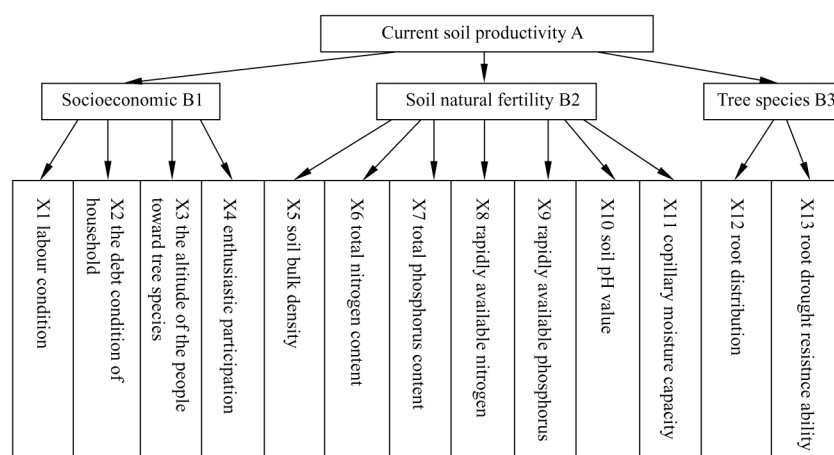 Current soil productivity A
Socioeconomic B1
Soil natural fertility B2
Tree species B3
X1 labour condition
X2 the debt condition of
household
X3 the altitude of the people
toward tree species
X4 enthusiastic participation
X5 soil bulk density
X6 total nitrogen content
X7 total phosphorus content
X8 rapidly available nitrogen
X9 rapidly available phosphorus
X10 soil pH value
X11 copillary moisture capacity
X12 root distribution
X13 root drought resistnce ability